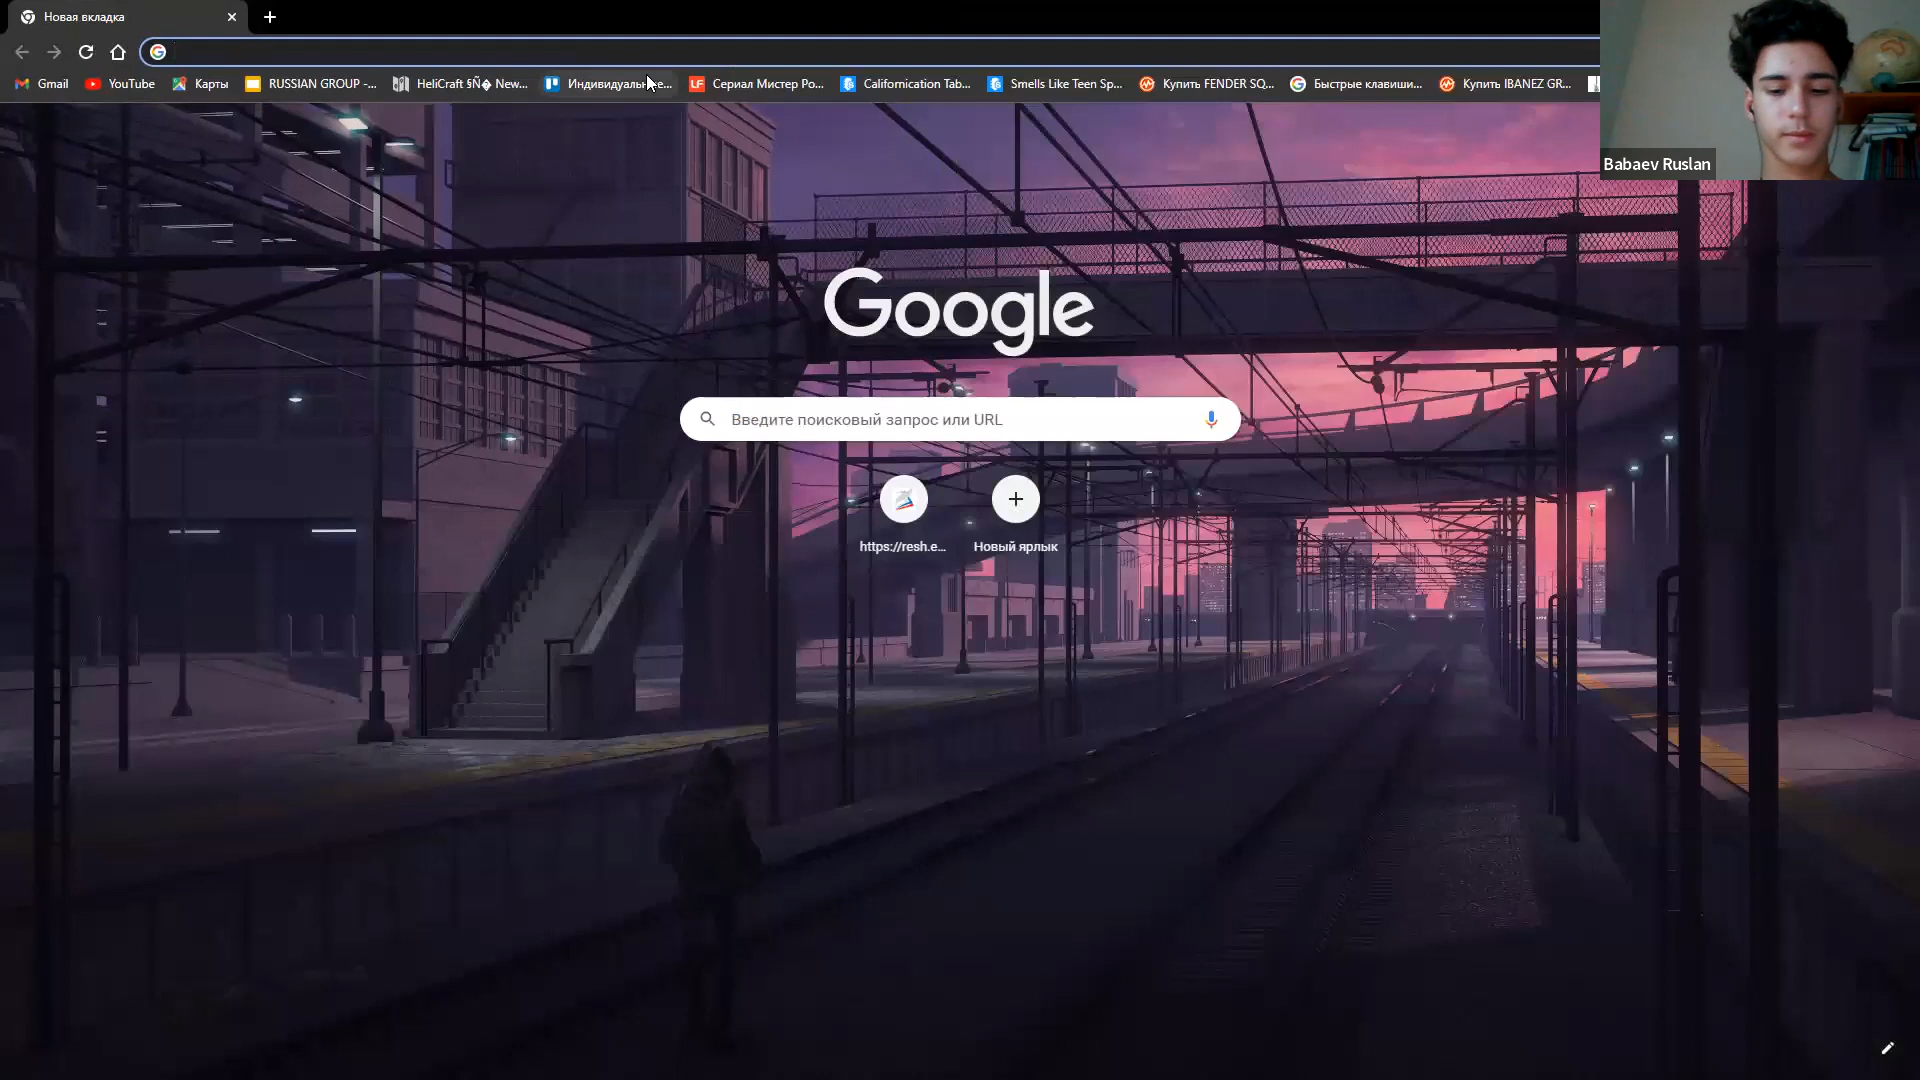 Новая вкладка
Gmail
YouTube
Карты
RUSSIAN GROUP -...
HeliCraft §Ñ� New...
Сериал Мистер Ро...
Californication Tab...
Smells Like Teen Sp...
Купить FENDER SQ...
Быстрые клавиши...
Купить IBANEZ GR...
Babaev Ruslan
Google
Введите поисковый запрос или URL
https://resh.e...
Новый ярлык